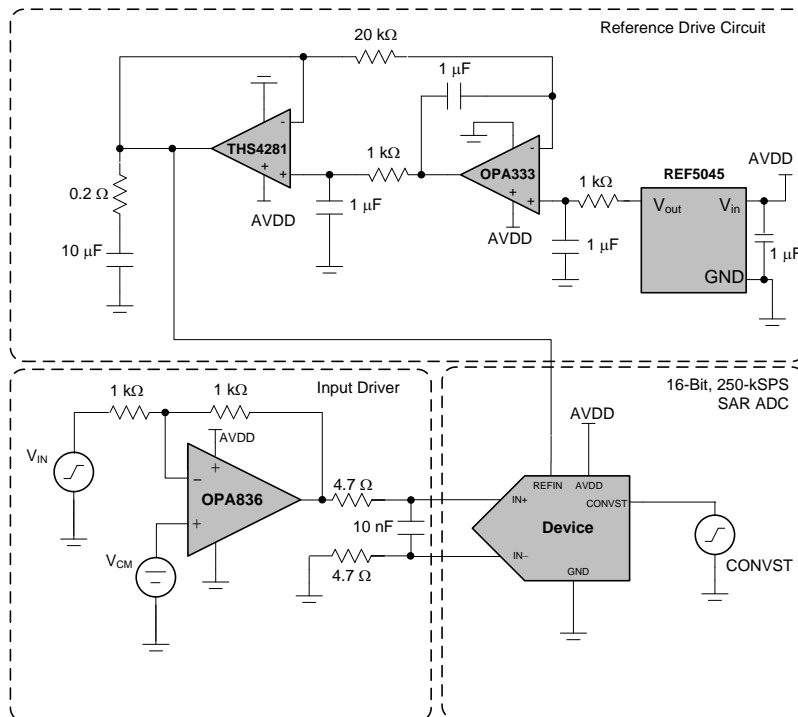 Reference Drive Circuit
20 kΩ
1 μF
THS4281
-
+
+
AVDD
1 kΩ
1 μF
OPA333
-
+
+
AVDD
1 kΩ
1 μF
REF5045
Vout
Vin
GND
AVDD
1 μF
0.2 Ω
10 μF
Input Driver
1 kΩ
1 kΩ
VIN
AVDD
+
−
OPA836
+
VCM
4.7 Ω
10 nF
4.7 Ω
16-Bit, 250-kSPS
SAR ADC
AVDD
REFIN
AVDD
IN+
CONVST
Device
IN−
GND
CONVST